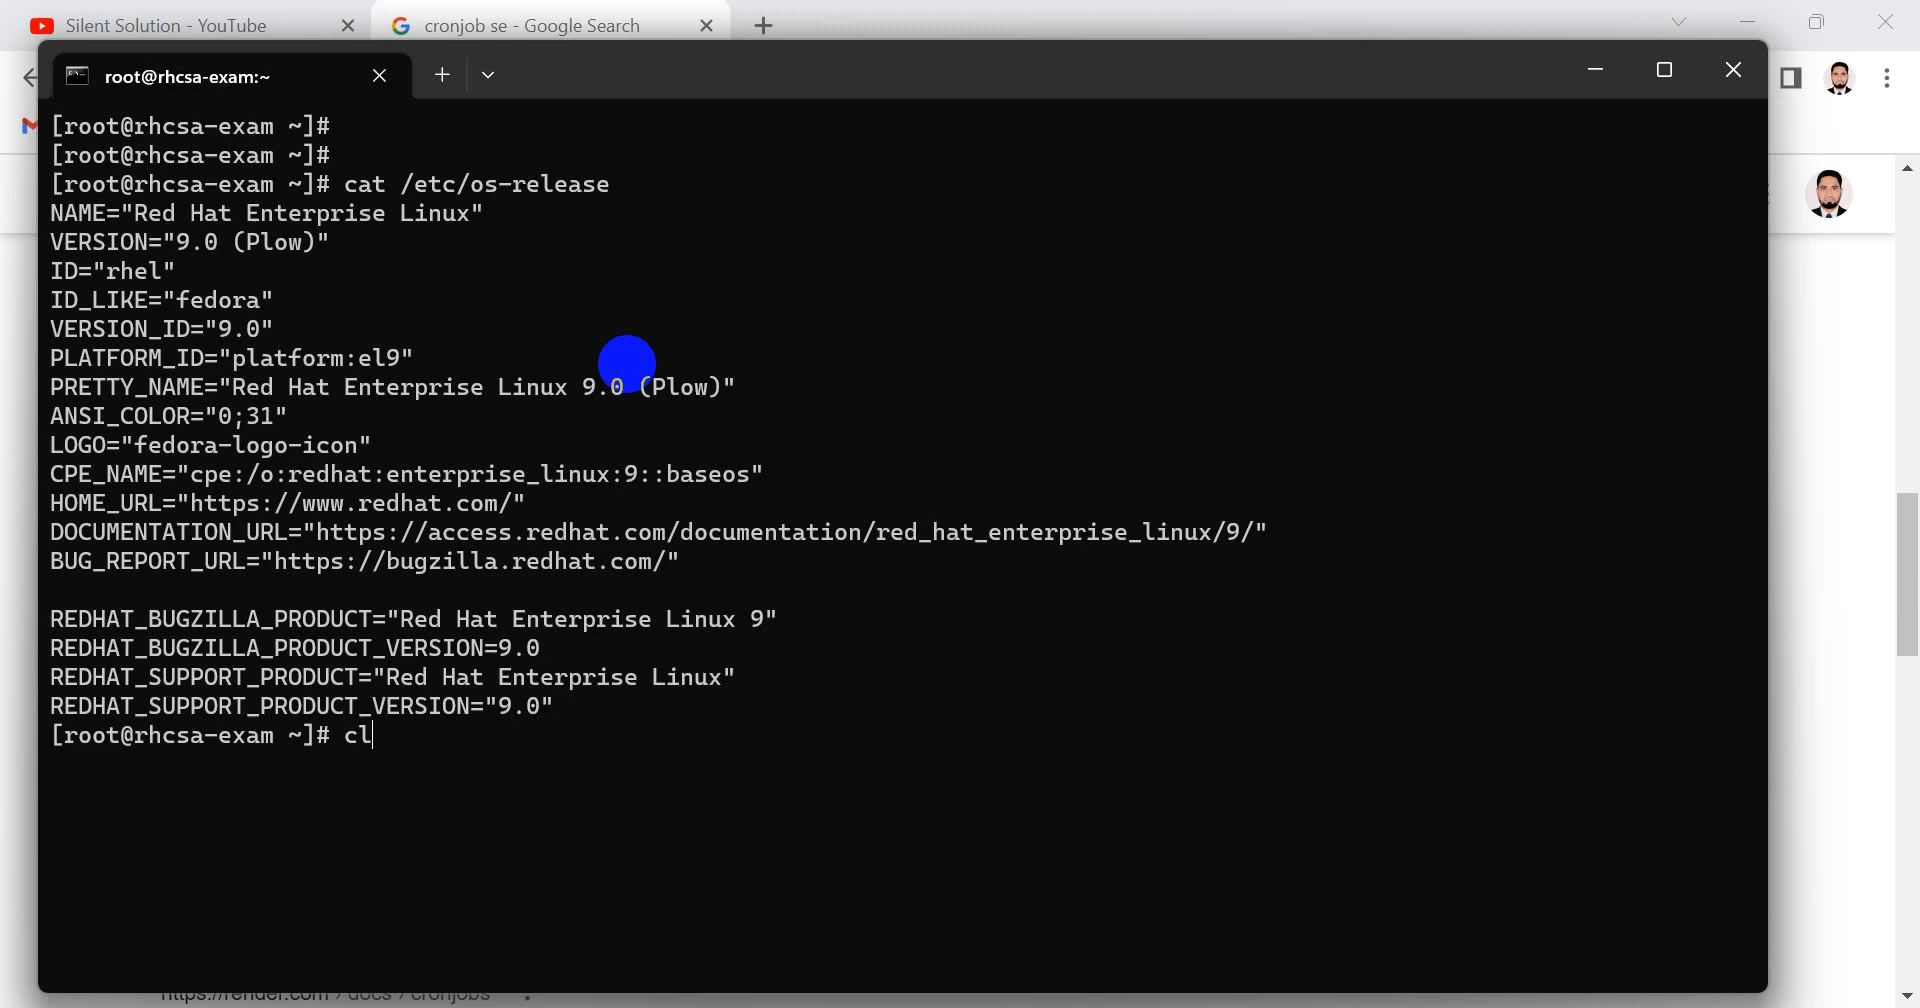 Silent Solution - YouTube
cronjob se - Google Search
root@rhcsa-exam:~
[root@rhcsa-exam ~]#
[root@rhcsa-exam ~]#
[root@rhcsa-exam ~]# cat /etc/os-release
NAME="Red Hat Enterprise Linux"
VERSION="9.0 (Plow)"
ID="rhel"
ID_LIKE="fedora"
VERSION_ID="9.0"
PLATFORM_ID="platform:el9"
PRETTY_NAME="Red Hat Enterprise Linux 9.0 (Plow)"
ANSI_COLOR="0;31"
LOGO="fedora-logo-icon"
CPE_NAME="cpe:/o:redhat:enterprise_linux:9::baseos"
HOME_URL="https://www.redhat.com/"
DOCUMENTATION_URL="https://access.redhat.com/documentation/red_hat_enterprise_linux/9/"
BUG_REPORT_URL="https://bugzilla.redhat.com/"
REDHAT_BUGZILLA_PRODUCT="Red Hat Enterprise Linux 9"
REDHAT_BUGZILLA_PRODUCT_VERSION=9.0
REDHAT_SUPPORT_PRODUCT="Red Hat Enterprise Linux"
REDHAT_SUPPORT_PRODUCT_VERSION="9.0"
[root@rhcsa-exam ~]# cl
https://render.com › docs › cronjobs